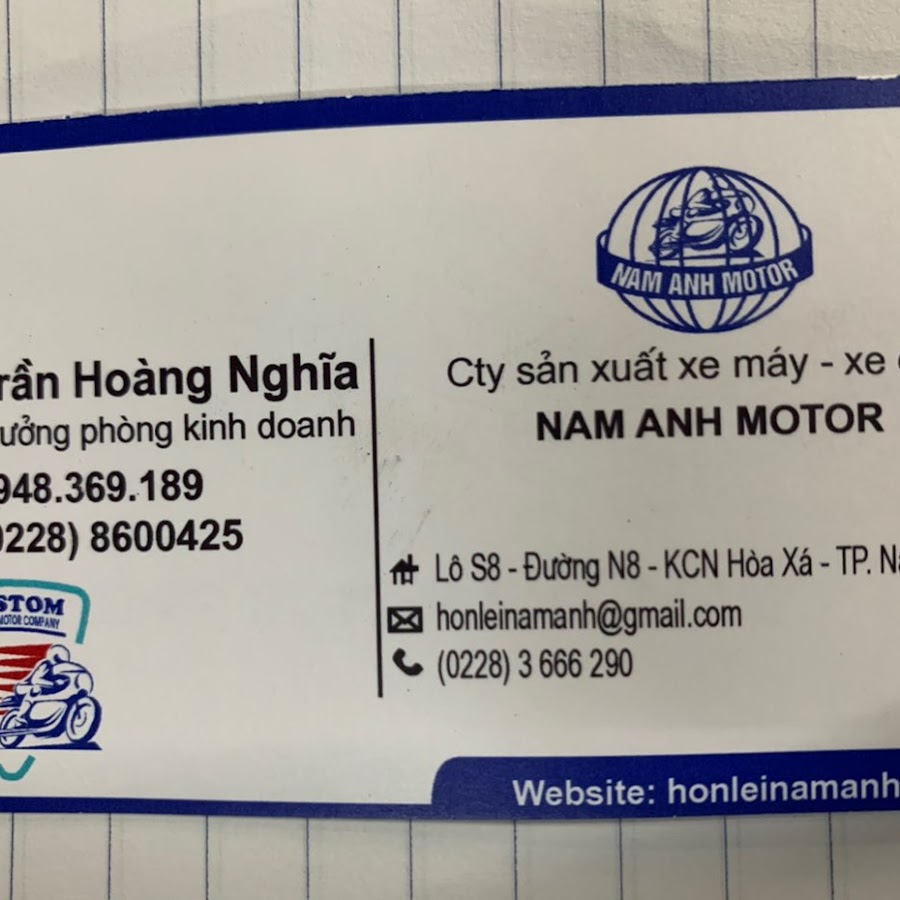 rần Hoàng Nghĩa
ưởng phòng kinh doanh
948.369.189
0228) 8600425
STOM
MOTOR COMPANY
NAM ANH MOTOR
Cty sản xuất xe máy - xe
NAM ANH MOTOR
Lô S8 - Đường N8 - KCN Hòa Xá - TP. Na
honleinamanh@gmail.com
(0228) 3 666 290
Website: honleinamanh